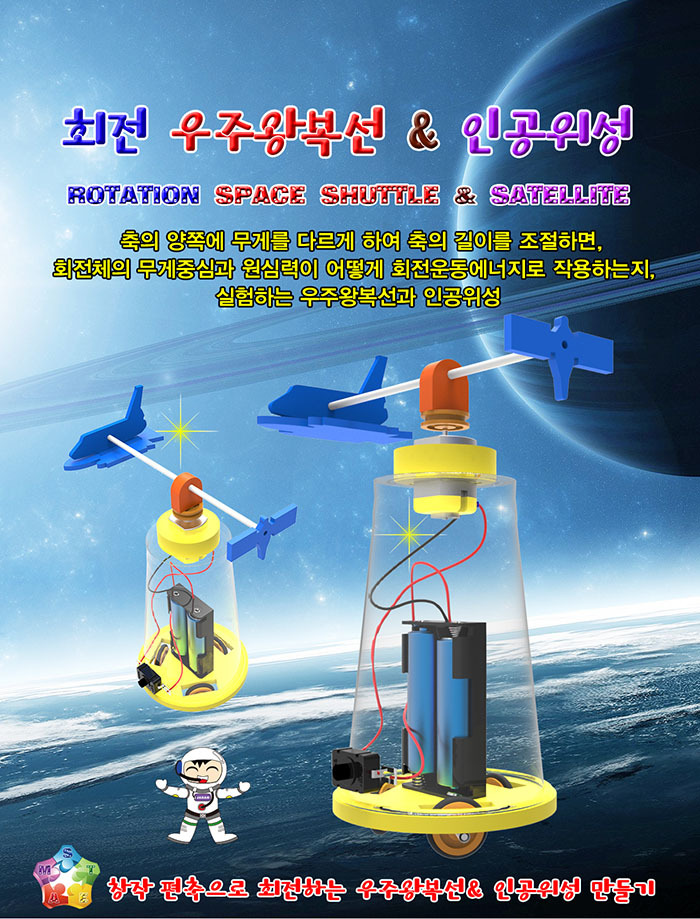 회전 우주왕복선 & 인공위성
ROTATION SPACE SHUTTLE & SATELLITE
축의 양쪽에 무게를 다르게 하여 축의 길이를 조절하면,
회전체의 무게중심과 원심력이 어떻게 회전운동에너지로 작용하는지,
실험하는 우주왕복선과 인공위성
창작 편축으로 회전하는 우주왕복선& 인공위성 만들기